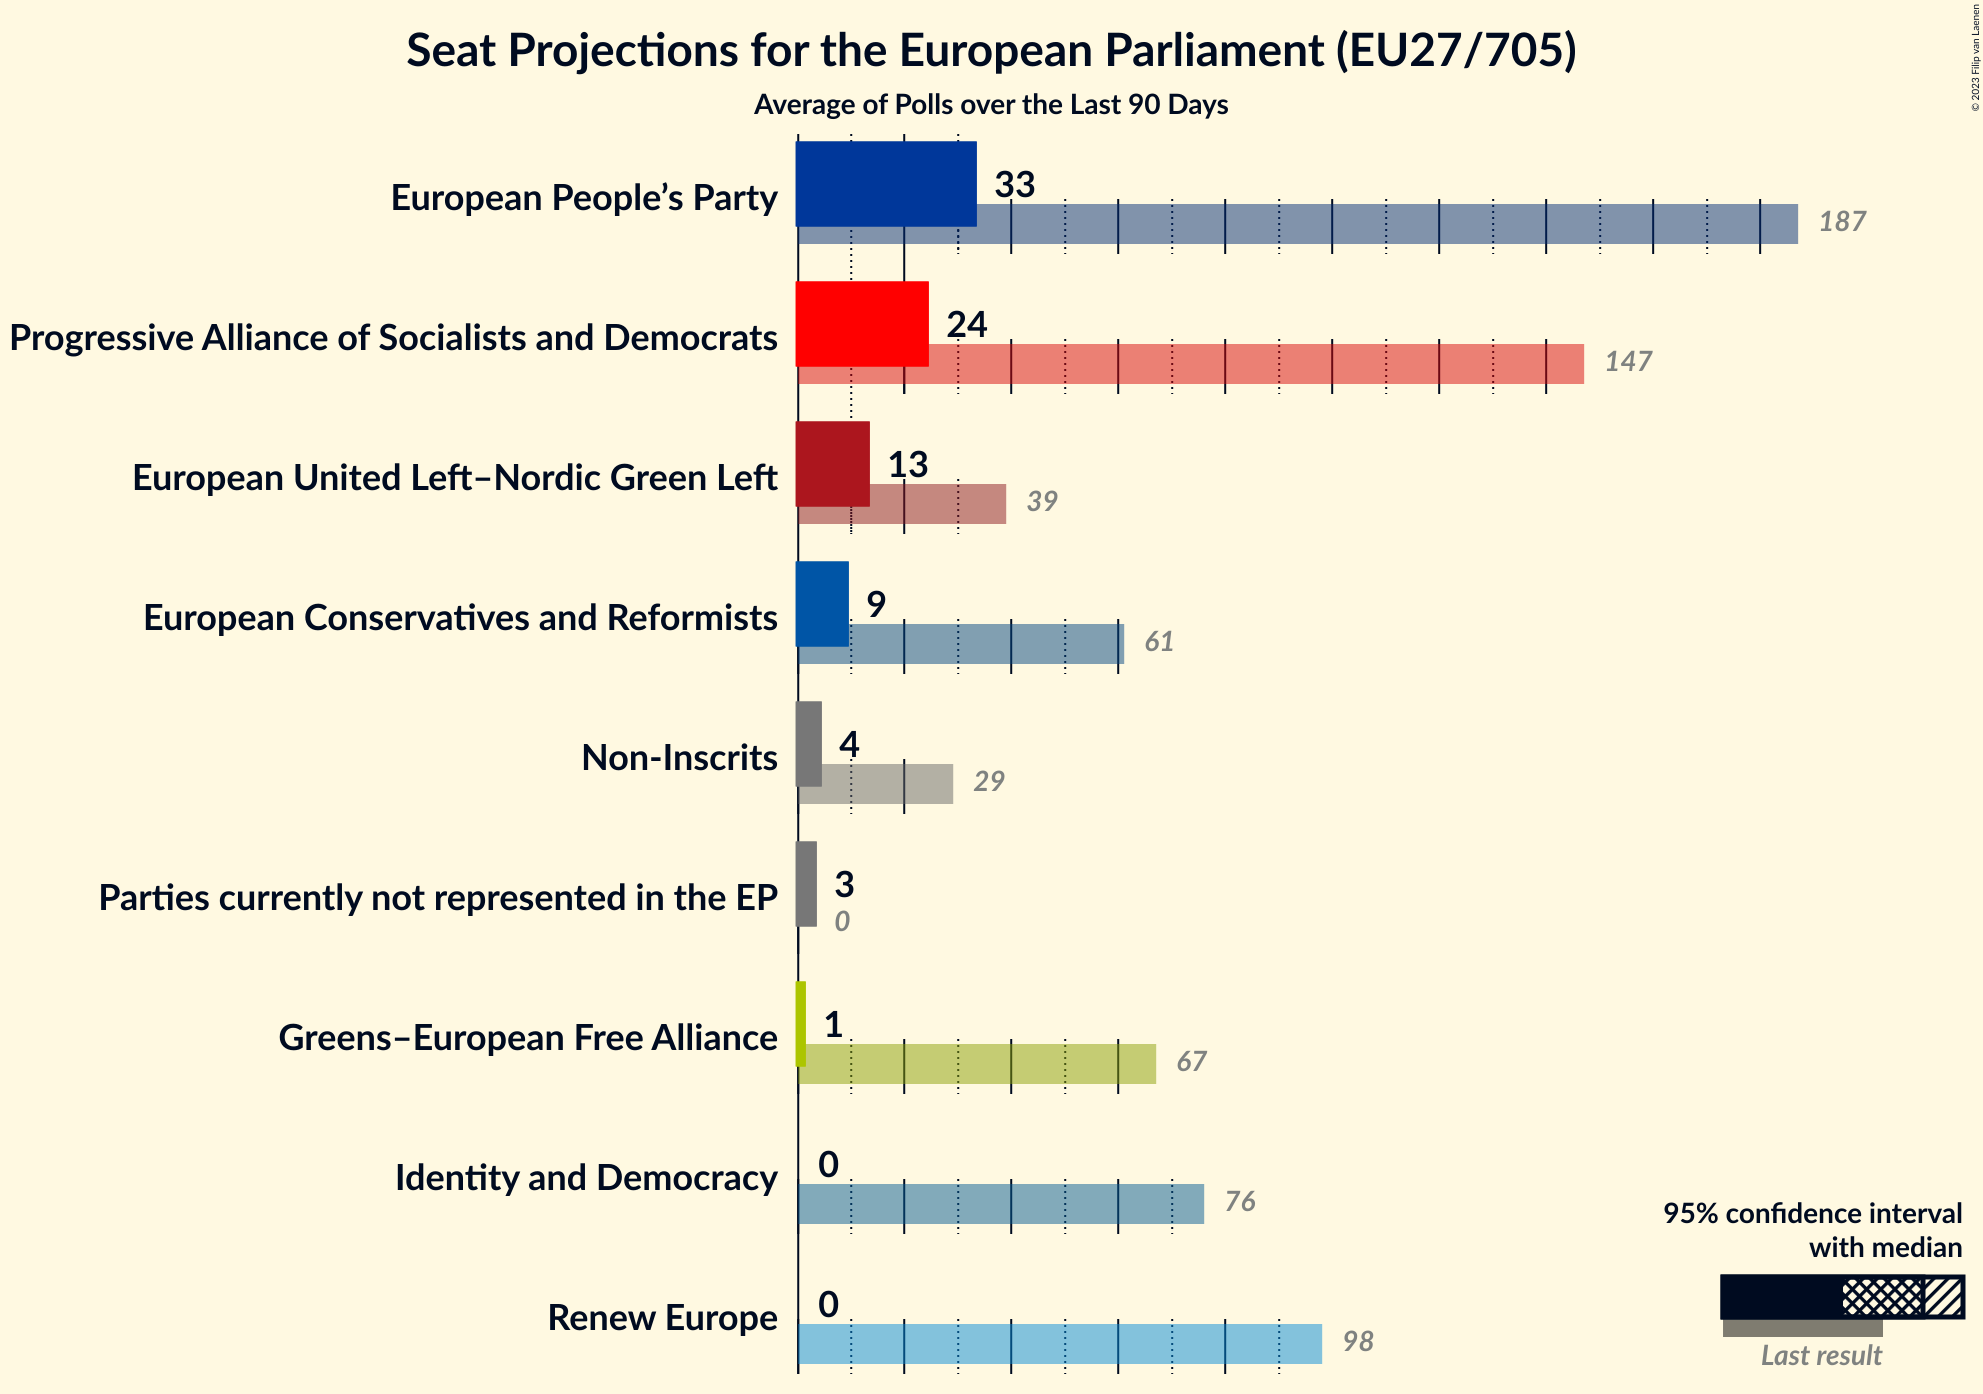 Seat Projections for the European Parliament (EU27/705)
Average of Polls over the Last 90 Days
© 2023 Filip van Laenen
European People’s Party
33
187
Progressive Alliance of Socialists and Democrats
24
147
European United Left–Nordic Green Left
13
39
European Conservatives and Reformists
9
61
Non-Inscrits
4
29
Parties currently not represented in the EP
3
0
Greens–European Free Alliance
1
67
Identity and Democracy
0
76
Renew Europe
0
98
95% confidence interval
with median
Last result